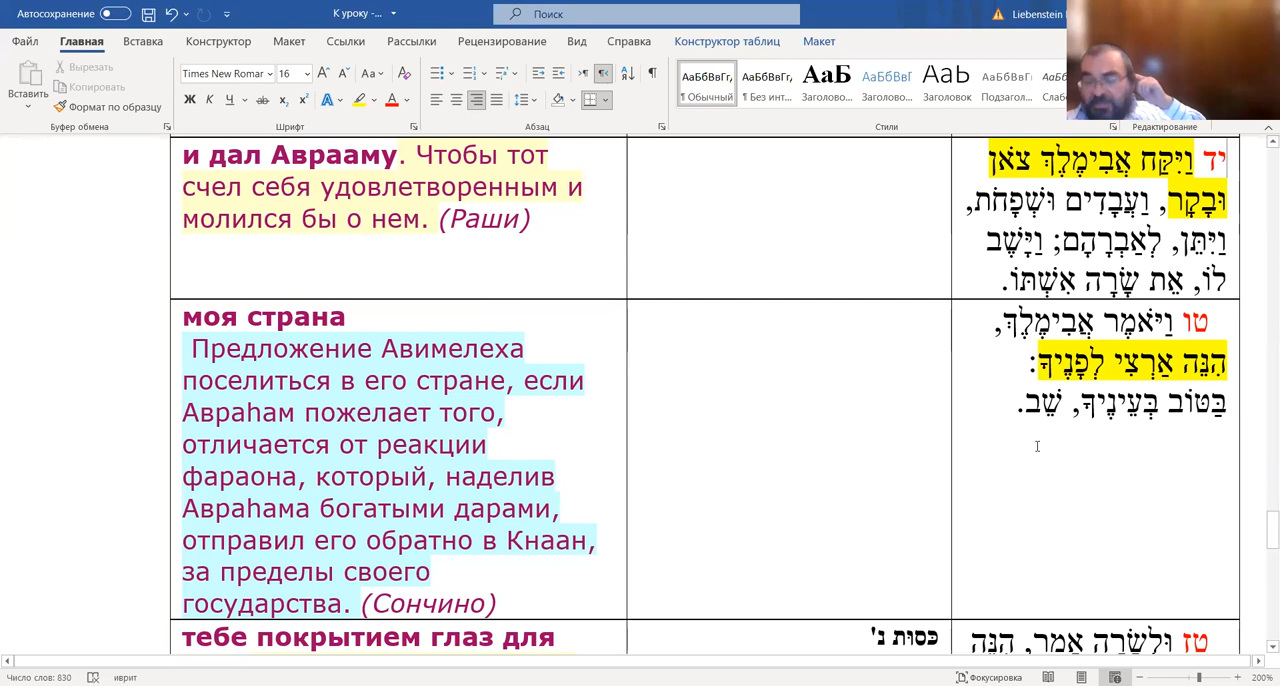 Автосохранение
К уроку -...
Поиск
Liebenstein
Файл Главная Вставка Конструктор Макет Ссылки Рассылки Рецензирование Вид Справка Конструктор таблиц Макет
Вставить
Вырезать
Копировать
Формат по образцу
Буфер обмена
Times New Romar 16
Шрифт
Абзац
АаБбВвГг, АаБбВвГг, АаБ АаБбВвГ АаЬ АаБбВвГ
¶ Обычный ¶ Без инт... Заголово... Заголово... Заголовок Подзагол... Слабо
Стили
Редактирование
и дал Аврааму. Чтобы тот
счел себя удовлетворенным и
молился бы о нем. (Раши)
יד וַיִּקַּח אֲבִימֶלֶךְ צֹאן
וּבָקָר, וַעֲבָדִים וּשְׁפָחֹת,
וַיִּתֵּן, לְאַבְרָהָם; וַיָּשֶׁב
לוֹ, אֵת שָׂרָה אִשְׁתּוֹ.
моя страна
Предложение Авимелеха
поселиться в его стране, если
Авраhам пожелает того,
отличается от реакции
фараона, который, наделив
Авраhама богатыми дарами,
отправил его обратно в Кнаан,
за пределы своего
государства. (Сончино)
טו וַיֹּאמֶר אֲבִימֶלֶךְ,
הִנֵּה אַרְצִי לְפָנֶיךָ:
בַּטּוֹב בְּעֵינֶיךָ, שֵׁב.
тебе покрытием глаз для
כּסוּת נ'
טז וּלְשָׂרָה אָמַר, הִנֵּה
Число слов: 830 иврит
Фокусировка
200%